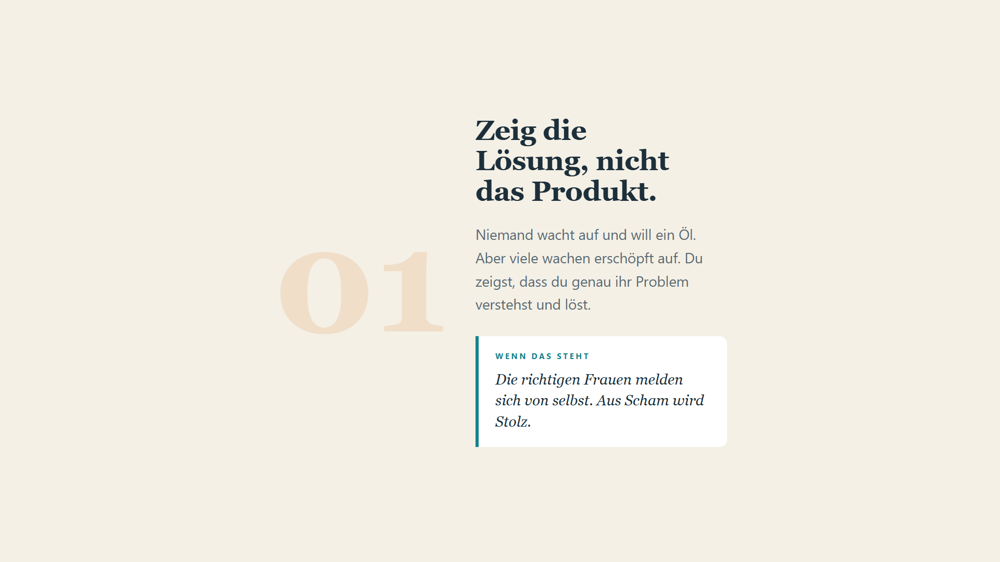 01
Zeig die
Lösung, nicht
das Produkt.
Niemand wacht auf und will ein Öl.
Aber viele wachen erschöpft auf. Du
zeigst, dass du genau ihr Problem
verstehst und löst.
WENN DAS STEHT
Die richtigen Frauen melden
sich von selbst. Aus Scham wird
Stolz.